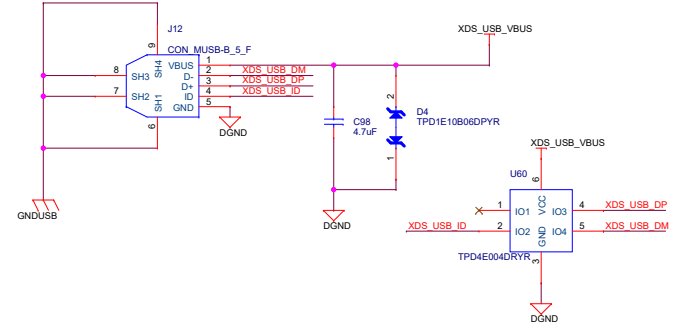 J12
CON_MUSB-B_5_F
XDS_USB_VBUS
9
SH4
VBUS 1
8 SH3
D- 2 XDS_USB_DM
D+ 3 XDS_USB_DP
7 SH2
ID 4 XDS_USB_ID
SH1
GND 5
6
DGND
GNDUSB
C98
4.7uF
2
D4
TPD1E10B06DPYR
1
DGND
XDS_USB_VBUS
U60
6
VCC
1 IO1
IO3 4 XDS_USB_DP
XDS_USB_ID 2 IO2
IO4 5 XDS_USB_DM
GND
TPD4E004DRYR
3
DGND